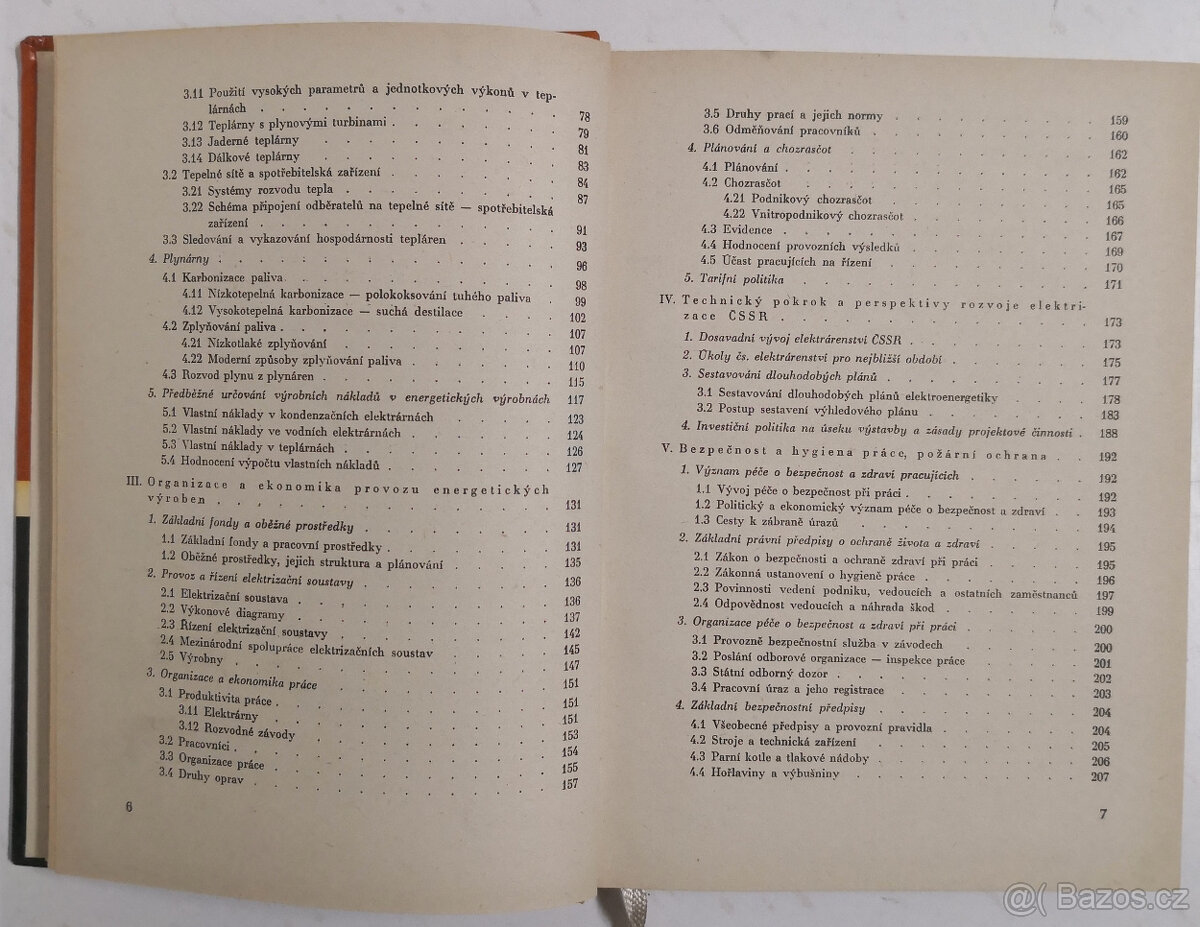 3.11 Použití vysokých parametrů a jednotkových výkonů v tep-
lárnách . . . . . . . . . . . . 78
3.12 Teplárny s plynovými turbinami . . . . . . 79
3.13 Jaderné teplárny . . . . . . . . . 81
3.14 Dálkové teplárny . . . . . . . . . 83
3.2 Tepelné sítě a spotřebitelská zařízení . . . . . . 84
3.21 Systémy rozvodu tepla . . . . . . . . 87
3.22 Schéma připojení odběratelů na tepelné sítě — spotřebitelská
zařízení . . . . . . . . . . . . 91
3.3 Sledování a vykazování hospodárnosti tepláren . . . . 93
4. Plynárny . . . . . . . . . . . . . 96
4.1 Karbonizace paliva . . . . . . . . . . 98
4.11 Nízkotepelná karbonizace — polokoksování tuhého paliva . 99
4.12 Vysokotepelná karbonizace — suchá destilace . . . . 102
4.2 Zplyňování paliva . . . . . . . . . . 107
4.21 Nízkotlaké zplyňování . . . . . . . . 107
4.22 Moderní způsoby zplyňování paliva . . . . . . 110
4.3 Rozvod plynu z plynáren . . . . . . . . . 115
5. Předběžné určování výrobních nákladů v energetických výrobnách 117
5.1 Vlastní náklady v kondenzačních elektrárnách . . . . 123
5.2 Vlastní náklady ve vodních elektrárnách . . . . . 124
5.3 Vlastní náklady v teplárnách . . . . . . . . 126
5.4 Hodnocení výpočtu vlastních nákladů . . . . . . 127
III. Organizace a ekonomika provozu energetických
výroben . . . . . . . . . . . . . 131
1. Základní fondy a oběžné prostředky . . . . . . . 131
1.1 Základní fondy a pracovní prostředky . . . . . . 131
1.2 Oběžné prostředky, jejich struktura a plánování . . . . 135
2. Provoz a řízení elektrizační soustavy . . . . . . . 136
2.1 Elektrizační soustava . . . . . . . . . 136
2.2 Výkonové diagramy . . . . . . . . . . 137
2.3 Řízení elektrizační soustavy . . . . . . . . 142
2.4 Mezinárodní spolupráce elektrizačních soustav . . . . 145
2.5 Výrobny . . . . . . . . . . . . 147
3. Organizace a ekonomika práce . . . . . . . . 151
3.1 Produktivita práce . . . . . . . . . . 151
3.11 Elektrárny . . . . . . . . . . 151
3.12 Rozvodné závody . . . . . . . . 153
3.2 Pracovníci . . . . . . . . . . . . 154
3.3 Organizace práce . . . . . . . . . . 155
3.4 Druhy oprav . . . . . . . . . . . 157
6
3.5 Druhy prací a jejich normy . . . . . . . . 159
3.6 Odměňování pracovníků . . . . . . . . . 160
4. Plánování a chozrasčot . . . . . . . . . . 162
4.1 Plánování . . . . . . . . . . . . 162
4.2 Chozrasčot . . . . . . . . . . . 165
4.21 Podnikový chozrasčot . . . . . . . . 165
4.22 Vnitropodnikový chozrasčot . . . . . . . 166
4.3 Evidence . . . . . . . . . . . . 167
4.4 Hodnocení provozních výsledků . . . . . . . 169
4.5 Účast pracujících na řízení . . . . . . . . 170
5. Tarifní politika . . . . . . . . . . . . 171
IV. Technický pokrok a perspektivy rozvoje elektri-
zace ČSSR . . . . . . . . . . . . 173
1. Dosavadní vývoj elektrárenství ČSSR . . . . . . . 173
2. Úkoly čs. elektrárenství pro nejbližší období . . . . . 175
3. Sestavování dlouhodobých plánů . . . . . . . . 177
3.1 Sestavování dlouhodobých plánů elektroenergetiky . . . . 178
3.2 Postup sestavení výhledového plánu . . . . . . 183
4. Investiční politika na úseku výstavby a zásady projektové činnosti . 188
V. Bezpečnost a hygiena práce, požární ochrana . . 192
1. Význam péče o bezpečnost a zdraví pracujících . . . . 192
1.1 Vývoj péče o bezpečnost při práci . . . . . . . 192
1.2 Politický a ekonomický význam péče o bezpečnost a zdraví . . 193
1.3 Cesty k zábraně úrazů . . . . . . . . . 194
2. Základní právní předpisy o ochraně života a zdraví . . . . 195
2.1 Zákon o bezpečnosti a ochraně zdraví při práci . . . . 195
2.2 Zákonná ustanovení o hygieně práce . . . . . . 196
2.3 Povinnosti vedení podniku, vedoucích a ostatních zaměstnanců 197
2.4 Odpovědnost vedoucích a náhrada škod . . . . . . 199
3. Organizace péče o bezpečnost a zdraví při práci . . . . . 200
3.1 Provozně bezpečnostní služba v závodech . . . . . 200
3.2 Poslání odborové organizace — inspekce práce . . . . 201
3.3 Státní odborný dozor . . . . . . . . . 202
3.4 Pracovní úraz a jeho registrace . . . . . . . 203
4. Základní bezpečnostní předpisy . . . . . . . . 204
4.1 Všeobecné předpisy a provozní pravidla . . . . . . 204
4.2 Stroje a technická zařízení . . . . . . . . 205
4.3 Parní kotle a tlakové nádoby . . . . . . . . 206
4.4 Hořlaviny a výbušniny . . . . . . . . . 207
7
@( Bazos.cz